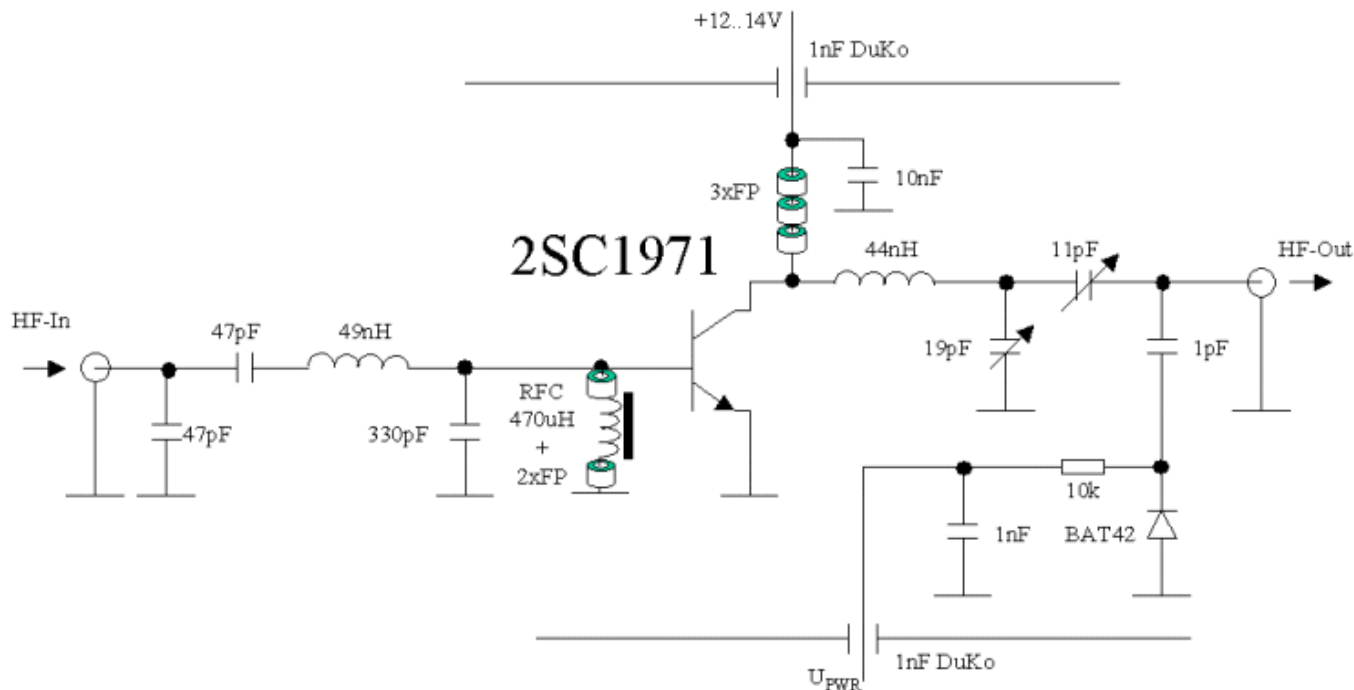 +12..14V
1nF DuKo
10nF
3xFP
2SC1971
44nH
11pF
HF-Out
HF-In
47pF
49nH
19pF
1pF
47pF
330pF
RFC
470uH
+
2xFP
10k
1nF
BAT42
1nF DuKo
U_PWR